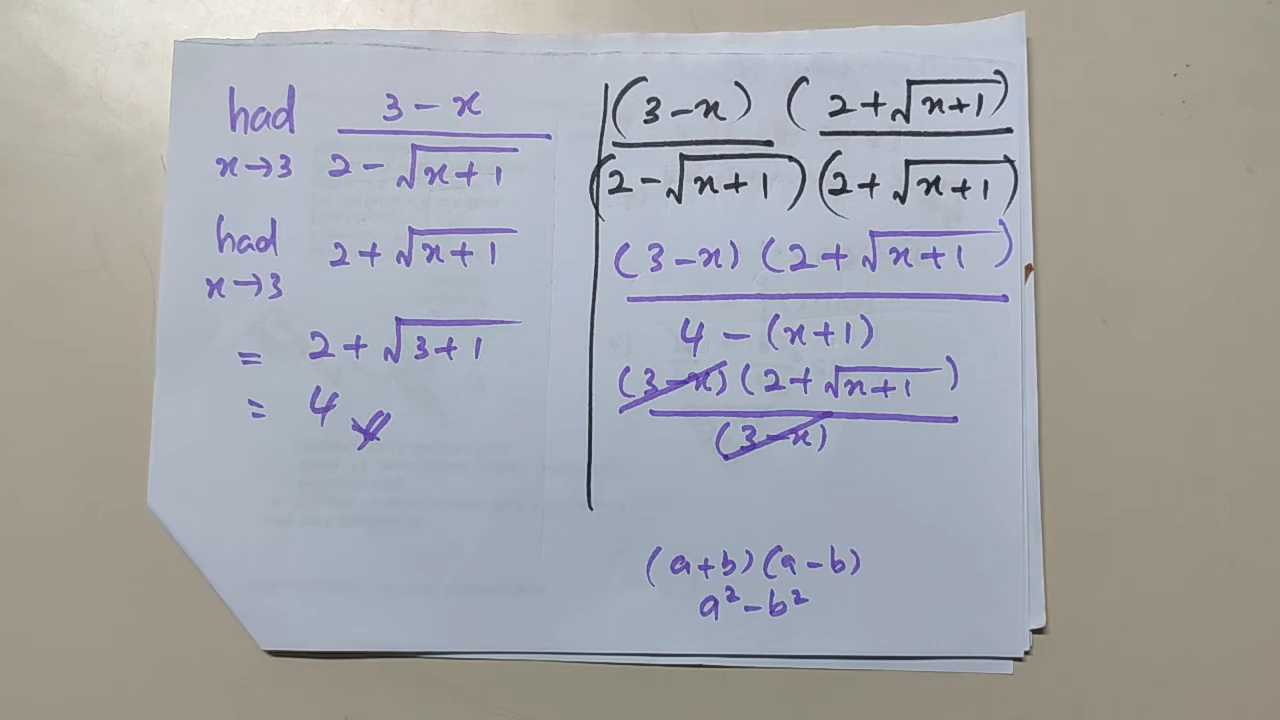 had 3 - x
x→3 2 - √x+1
had 2 + √x+1
x→3
= 2 + √3+1
= 4
(3-x) (2+√x+1)
(2-√x+1)(2+√x+1)
(3-x) (2+√x+1)
4 - (x+1)
(3-x)(2+√x+1)
(3-x)
(a+b)(a-b)
a²-b²